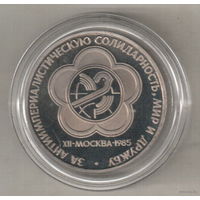 ЗА АНТИИМПЕРИАЛИСТИЧЕСКУЮ СОЛИДАРНОСТЬ, МИР И ДРУЖБУ
XII·МОСКВА·1985